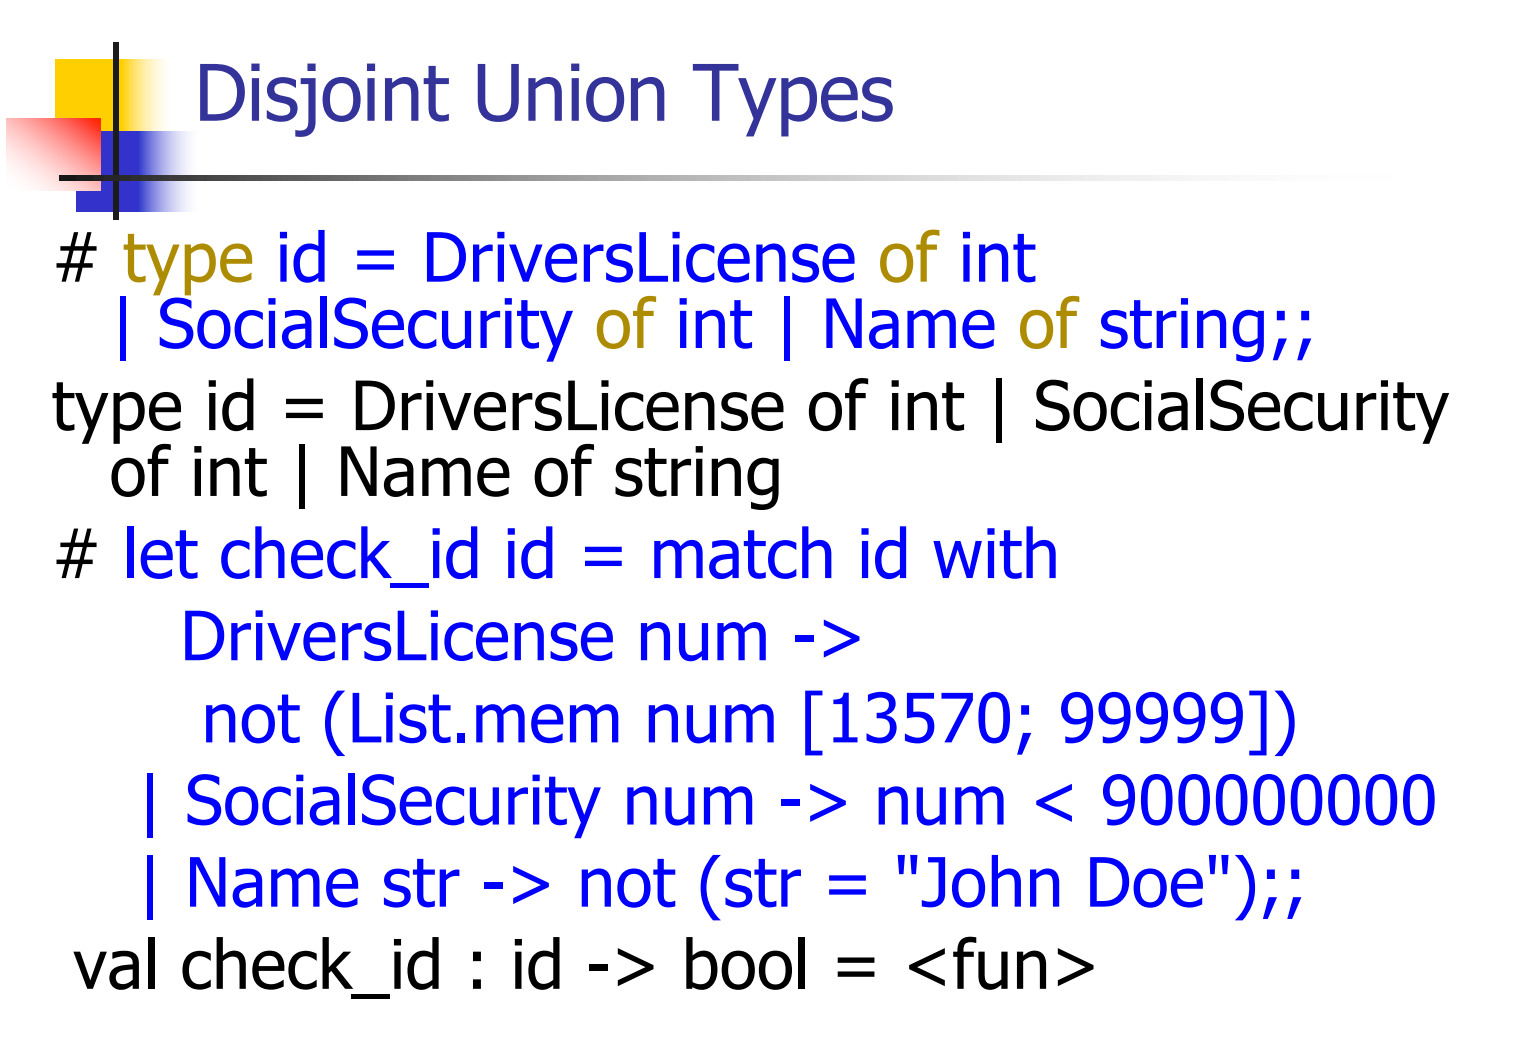 Disjoint Union Types
# type id = DriversLicense of int
| SocialSecurity of int | Name of string;;
type id = DriversLicense of int | SocialSecurity
of int | Name of string
# let check_id id = match id with
DriversLicense num ->
not (List.mem num [13570; 99999])
| SocialSecurity num -> num < 900000000
| Name str -> not (str = "John Doe");;
val check_id : id -> bool = <fun>